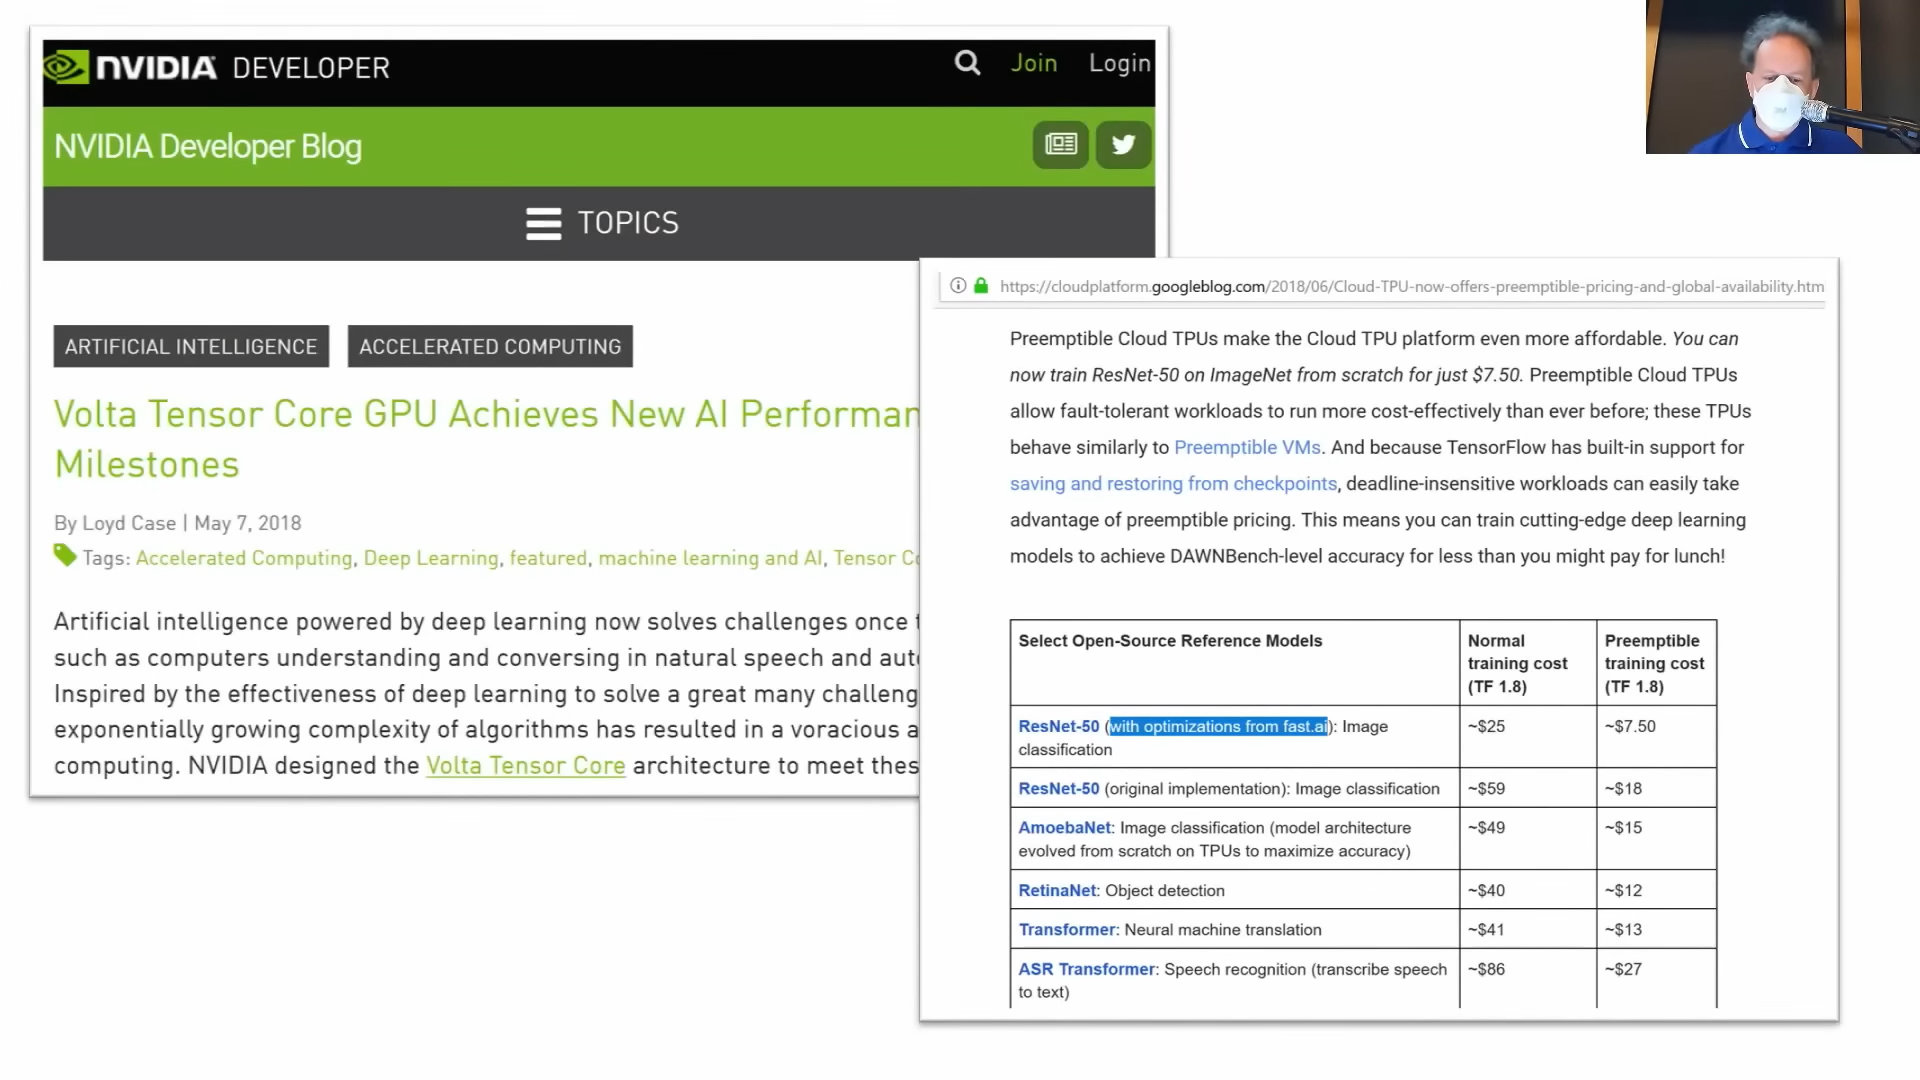 NVIDIA DEVELOPER
Join
Login
NVIDIA Developer Blog
TOPICS
ARTIFICIAL INTELLIGENCE
ACCELERATED COMPUTING
Volta Tensor Core GPU Achieves New AI
Milestones
By Loyd Case | May 7, 2018
Tags: Accelerated Computing, Deep Learning, featured, machine learning and AI, Tensor
Artificial intelligence powered by deep learning now solves challenges once
such as computers understanding and conversing in natural speech and
Inspired by the effectiveness of deep learning to solve a great many
exponentially growing complexity of algorithms has resulted in a voracious
computing. NVIDIA designed the Volta Tensor Core architecture to meet
https://cloudplatform.googleblog.com/2018/06/Cloud-TPU-now-offers-preemptible-pricing-and-global-availability.htm
Preemptible Cloud TPUs make the Cloud TPU platform even more affordable. You can
now train ResNet-50 on ImageNet from scratch for just $7.50. Preemptible Cloud TPUs
allow fault-tolerant workloads to run more cost-effectively than ever before; these TPUs
behave similarly to Preemptible VMs. And because TensorFlow has built-in support for
saving and restoring from checkpoints, deadline-insensitive workloads can easily take
advantage of preemptible pricing. This means you can train cutting-edge deep learning
models to achieve DAWNBench-level accuracy for less than you might pay for lunch!
Select Open-Source Reference Models
Normal
training cost
(TF 1.8)
Preemptible
training cost
(TF 1.8)
ResNet-50 (with optimizations from fast.ai): Image
classification
~$25
~$7.50
ResNet-50 (original implementation): Image classification
~$59
~$18
AmoebaNet: Image classification (model architecture
evolved from scratch on TPUs to maximize accuracy)
~$49
~$15
RetinaNet: Object detection
~$40
~$12
Transformer: Neural machine translation
~$41
~$13
ASR Transformer: Speech recognition (transcribe speech
to text)
~$86
~$27